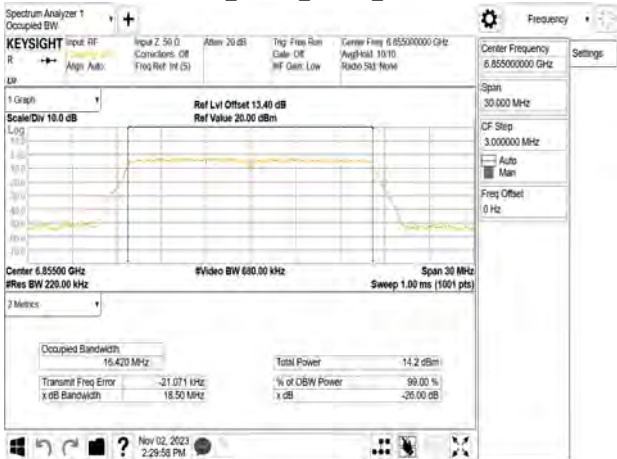 Spectrum Analyzer 1
Occupied BW
+
Frequency
KEYSIGHT
R
Input: RF
Align: Auto
Input Z: 50 Ω
Corrections: Off
Freq Ref: Int (S)
Atten: 20 dB
Trig: Free Run
Gate: Off
#IF Gain: Low
Center Freq: 6.855000000 GHz
Avg|Hold: 10/10
Radio Std: None
Center Frequency
6.855000000 GHz
Settings
Span
30.000 MHz
CF Step
3.000000 MHz
Auto
Man
Freq Offset
0 Hz
1 Graph
Scale/Div 10.0 dB
Ref Lvl Offset 13.40 dB
Ref Value 20.00 dBm
Log
Center 6.85500 GHz
#Res BW 220.00 kHz
#Video BW 680.00 kHz
Span 30 MHz
Sweep 1.00 ms (1001 pts)
2 Metrics
Occupied Bandwidth
16.420 MHz
Total Power 14.2 dBm
Transmit Freq Error -21.071 kHz
% of OBW Power 99.00 %
x dB Bandwidth 18.50 MHz
x dB -26.00 dB
?
Nov 02, 2023
2:29:58 PM